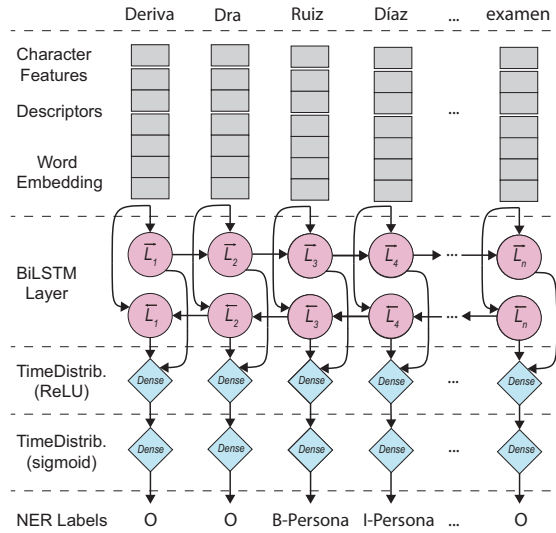 Deriva Dra Ruiz Díaz ... examen
Character
Features
Descriptors
...
Word
Embedding
BiLSTM
Layer
L1 L2 L3 L4 ... Ln
L1 L2 L3 L4 ... Ln
TimeDistrib.
(ReLU)
Dense Dense Dense Dense ... Dense
TimeDistrib.
(sigmoid)
Dense Dense Dense Dense ... Dense
NER Labels O O B-Persona I-Persona ... O